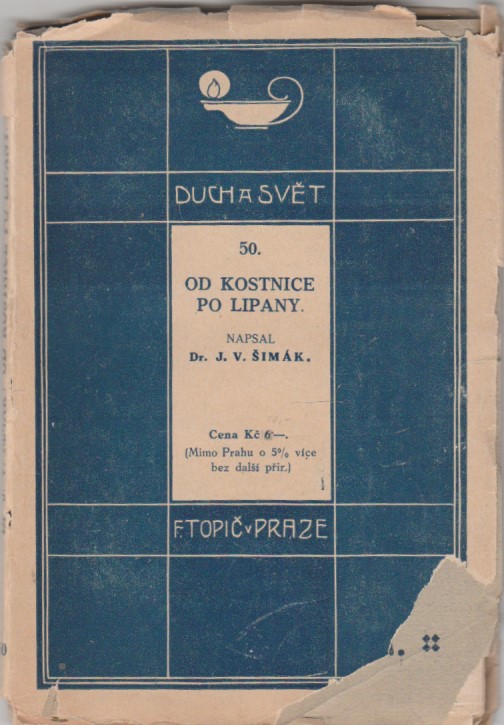 DUCH A SVĚT
50.
OD KOSTNICE
PO LIPANY.
NAPSAL
Dr. J. V. ŠIMÁK.
Cena Kč 6—.
(Mimo Prahu o 5% více
bez další přir.)
F. TOPIČ V PRAZE